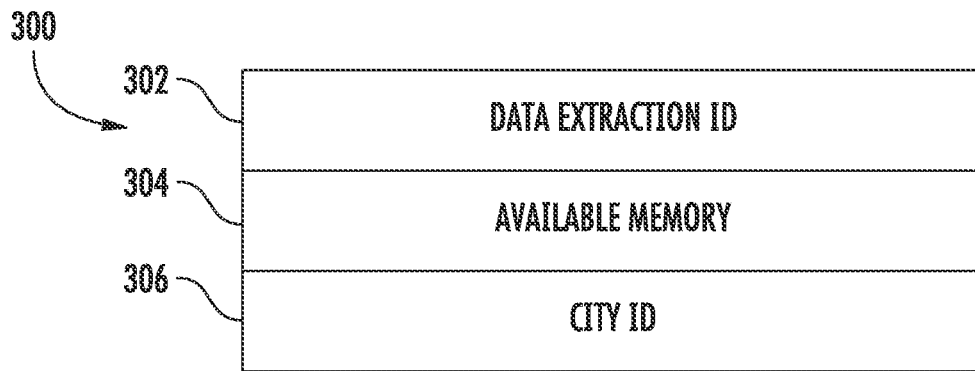 300
302
DATA EXTRACTION ID
304
AVAILABLE MEMORY
306
CITY ID